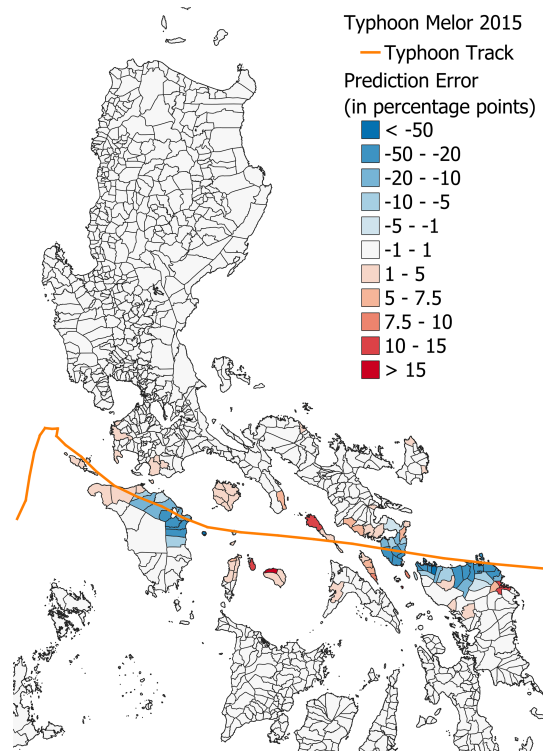 Typhoon Melor 2015
Typhoon Track
Prediction Error
(in percentage points)
< -50
-50 - -20
-20 - -10
-10 - -5
-5 - -1
-1 - 1
1 - 5
5 - 7.5
7.5 - 10
10 - 15
> 15